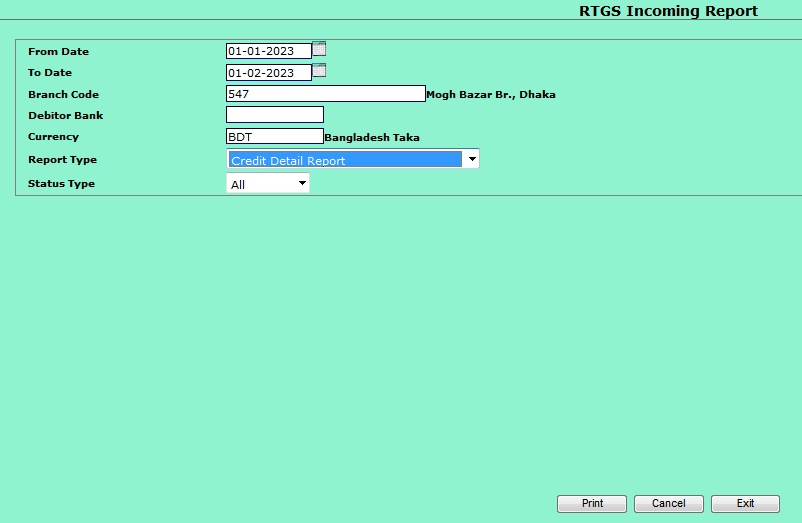 RTGS Incoming Report
From Date 01-01-2023
To Date 01-02-2023
Branch Code 547 Mogh Bazar Br., Dhaka
Debitor Bank
Currency BDT Bangladesh Taka
Report Type Credit Detail Report
Status Type All
Print Cancel Exit